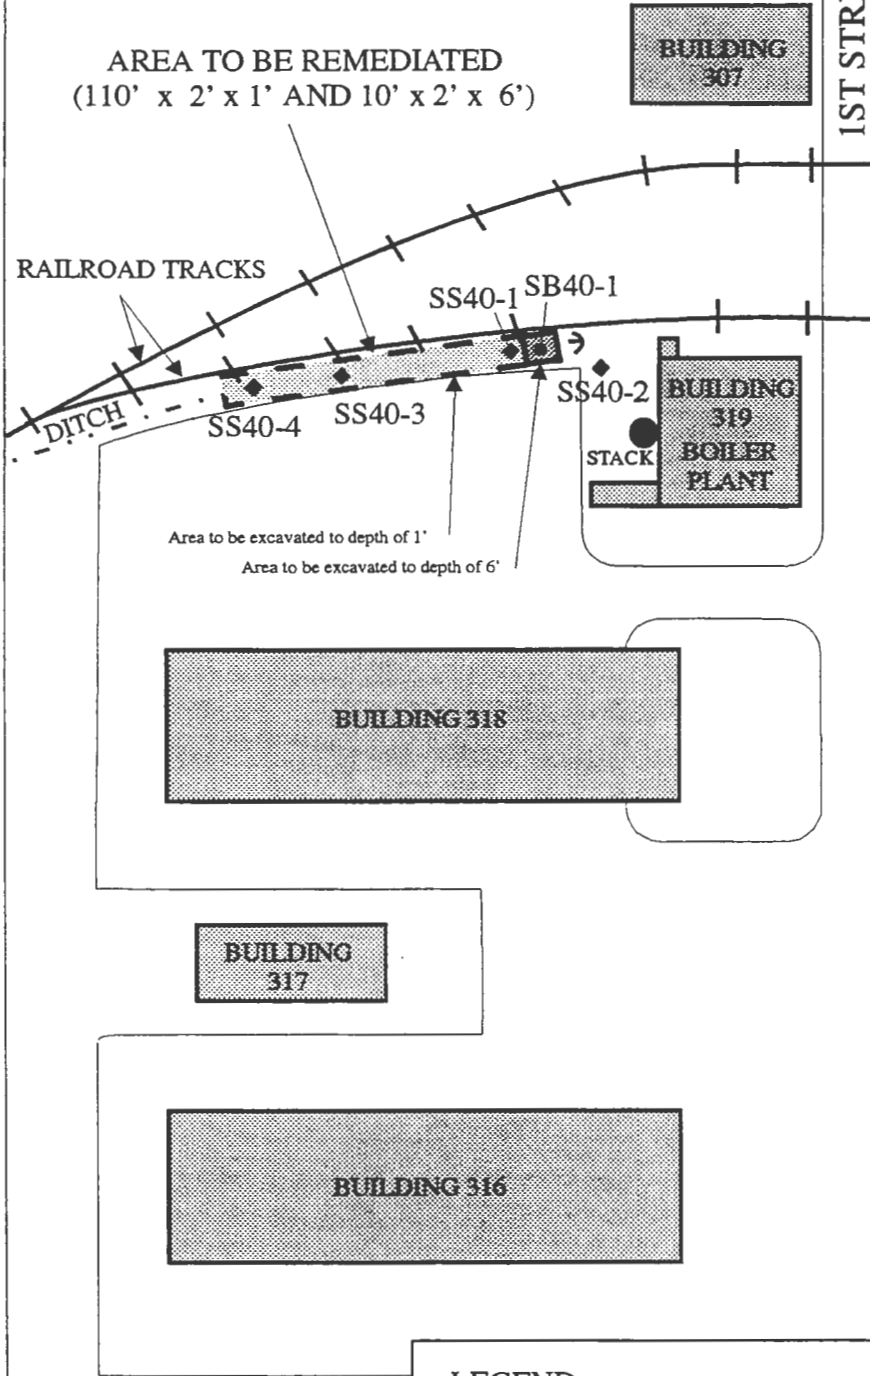 BUILDING
307
1ST STR
AREA TO BE REMEDIATED
(110' x 2' x 1' AND 10' x 2' x 6')
RAILROAD TRACKS
SS40-1
SB40-1
DITCH
SS40-4
SS40-3
SS40-2
BUILDING
319
BOILER
PLANT
STACK
Area to be excavated to depth of 1'
Area to be excavated to depth of 6'
BUILDING 318
BUILDING
317
BUILDING 316
LEGEND